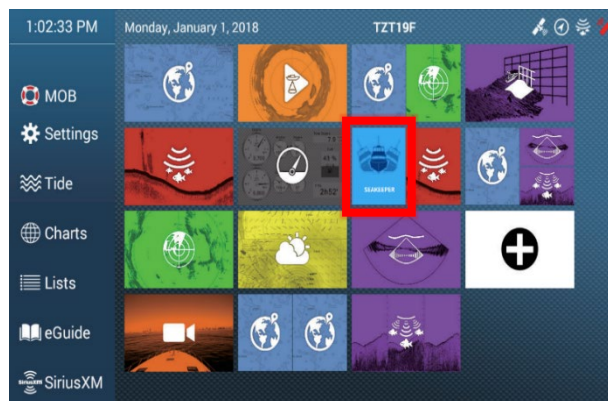 1:02:33 PM
Monday, January 1, 2018
TZT19F
MOB
Settings
Tide
Charts
Lists
eGuide
SiriusXM
SEAKEEPER